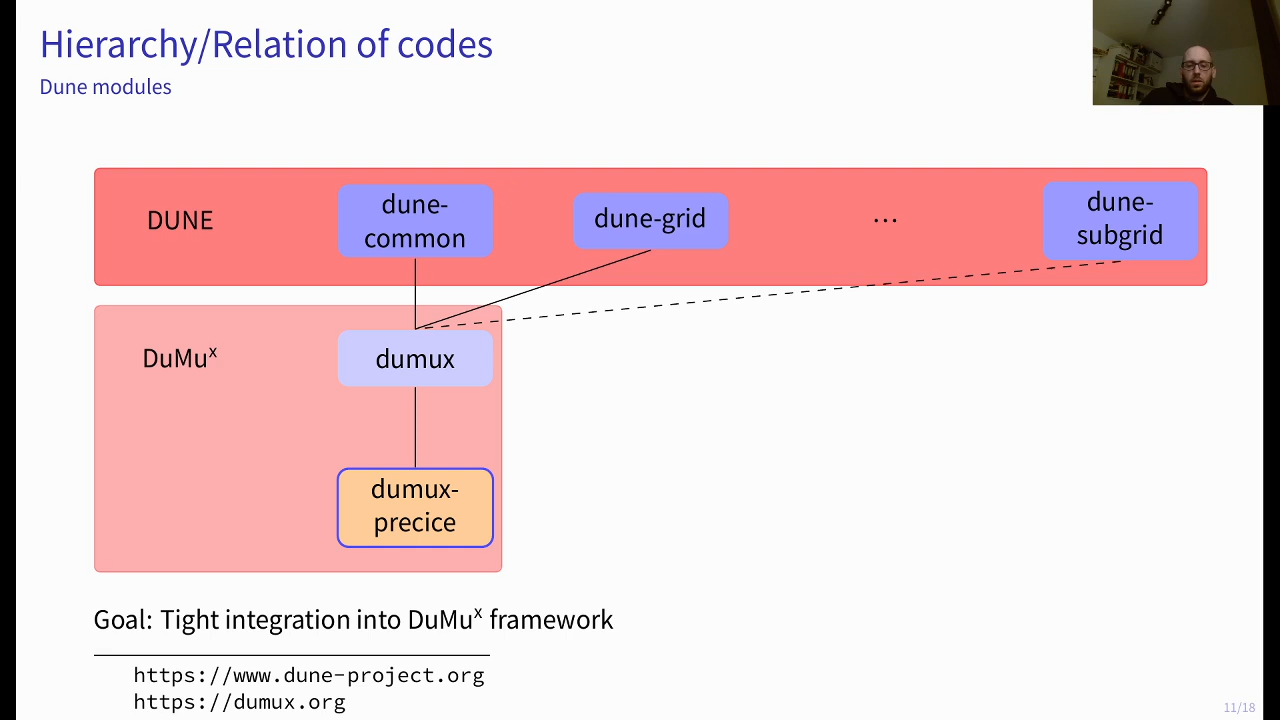 Hierarchy/Relation of codes
Dune modules
DUNE
dune-
common
dune-grid
...
dune-
subgrid
DuMuˣ
dumux
dumux-
precice
Goal: Tight integration into DuMuˣ framework
https://www.dune-project.org
https://dumux.org
11/18